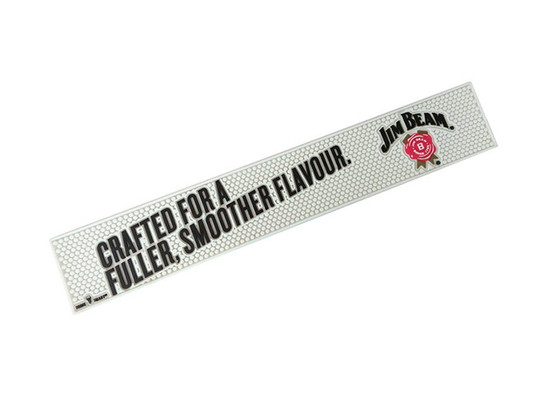 CRAFTED FOR A
FULLER, SMOOTHER FLAVOUR.
JIM BEAM.
B